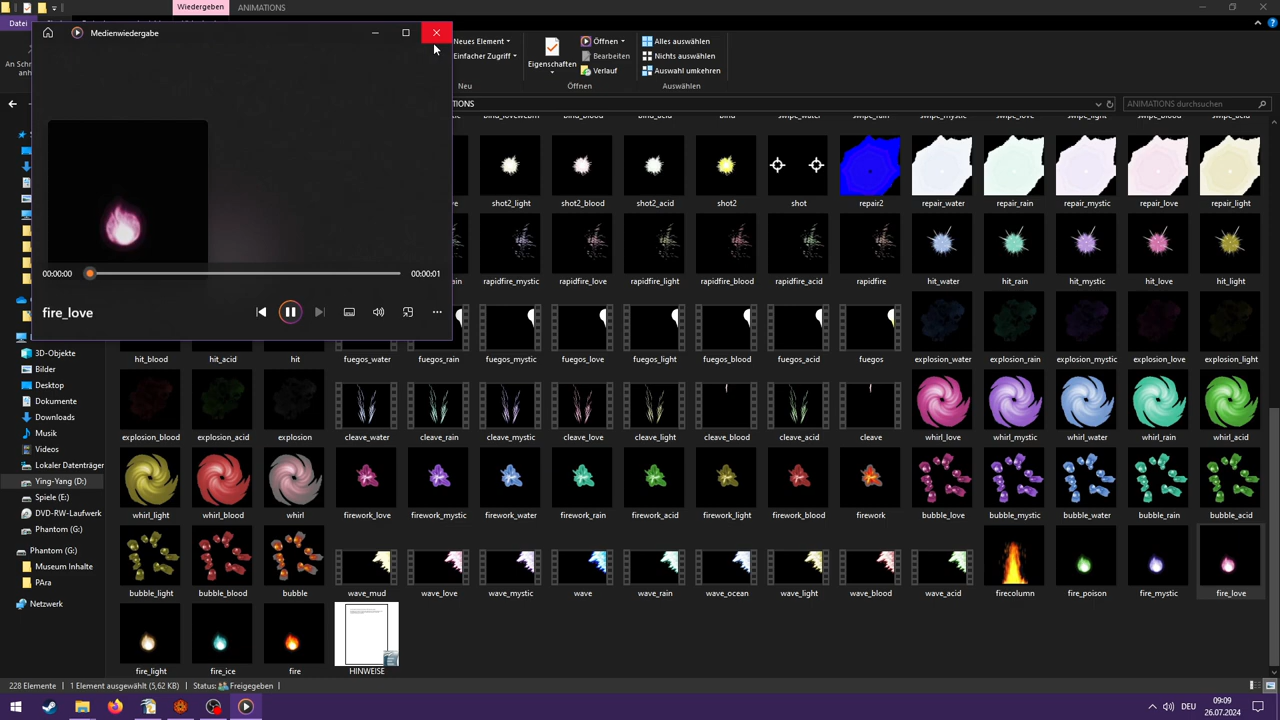 Wiedergeben
ANIMATIONS
Datei
Medienwiedergabe
Neues Element
Einfacher Zugriff
Neu
Eigenschaften
Öffnen
Bearbeiten
Verlauf
Öffnen
Alles auswählen
Nichts auswählen
Auswahl umkehren
Auswählen
ANIMATIONS durchsuchen
00:00:00
00:00:01
fire_love
3D-Objekte
Bilder
Desktop
Dokumente
Downloads
Musik
Videos
Lokaler Datenträger
Ying-Yang (D:)
Spiele (E:)
DVD-RW-Laufwerk
Phantom (G:)
Phantom (G:)
Museum Inhalte
PAra
Netzwerk
shot2_light
shot2_blood
shot2_acid
shot2
shot
repair2
repair_water
repair_rain
repair_mystic
repair_love
repair_light
rapidfire_light
rapidfire_love
rapidfire_mystic
rapidfire_blood
rapidfire_acid
rapidfire
hit_water
hit_rain
hit_mystic
hit_love
hit_light
hit_blood
hit_acid
hit
fuegos_water
fuegos_rain
fuegos_mystic
fuegos_love
fuegos_light
fuegos_blood
fuegos_acid
fuegos
explosion_water
explosion_rain
explosion_mystic
explosion_love
explosion_light
explosion_blood
explosion_acid
explosion
cleave_water
cleave_rain
cleave_mystic
cleave_love
cleave_light
cleave_blood
cleave_acid
cleave
whirl_love
whirl_mystic
whirl_water
whirl_rain
whirl_acid
whirl_light
whirl_blood
whirl
firework_love
firework_mystic
firework_water
firework_rain
firework_acid
firework_light
firework_blood
firework
bubble_love
bubble_mystic
bubble_water
bubble_rain
bubble_acid
bubble_light
bubble_blood
bubble
wave_mud
wave_love
wave_mystic
wave
wave_rain
wave_ocean
wave_light
wave_blood
wave_acid
firecolumn
fire_poison
fire_mystic
fire_love
fire_light
fire_ice
fire
HINWEISE
228 Elemente
1 Element ausgewählt (5,62 KB)
Status:
Freigegeben
DEU
09:09
26.07.2024